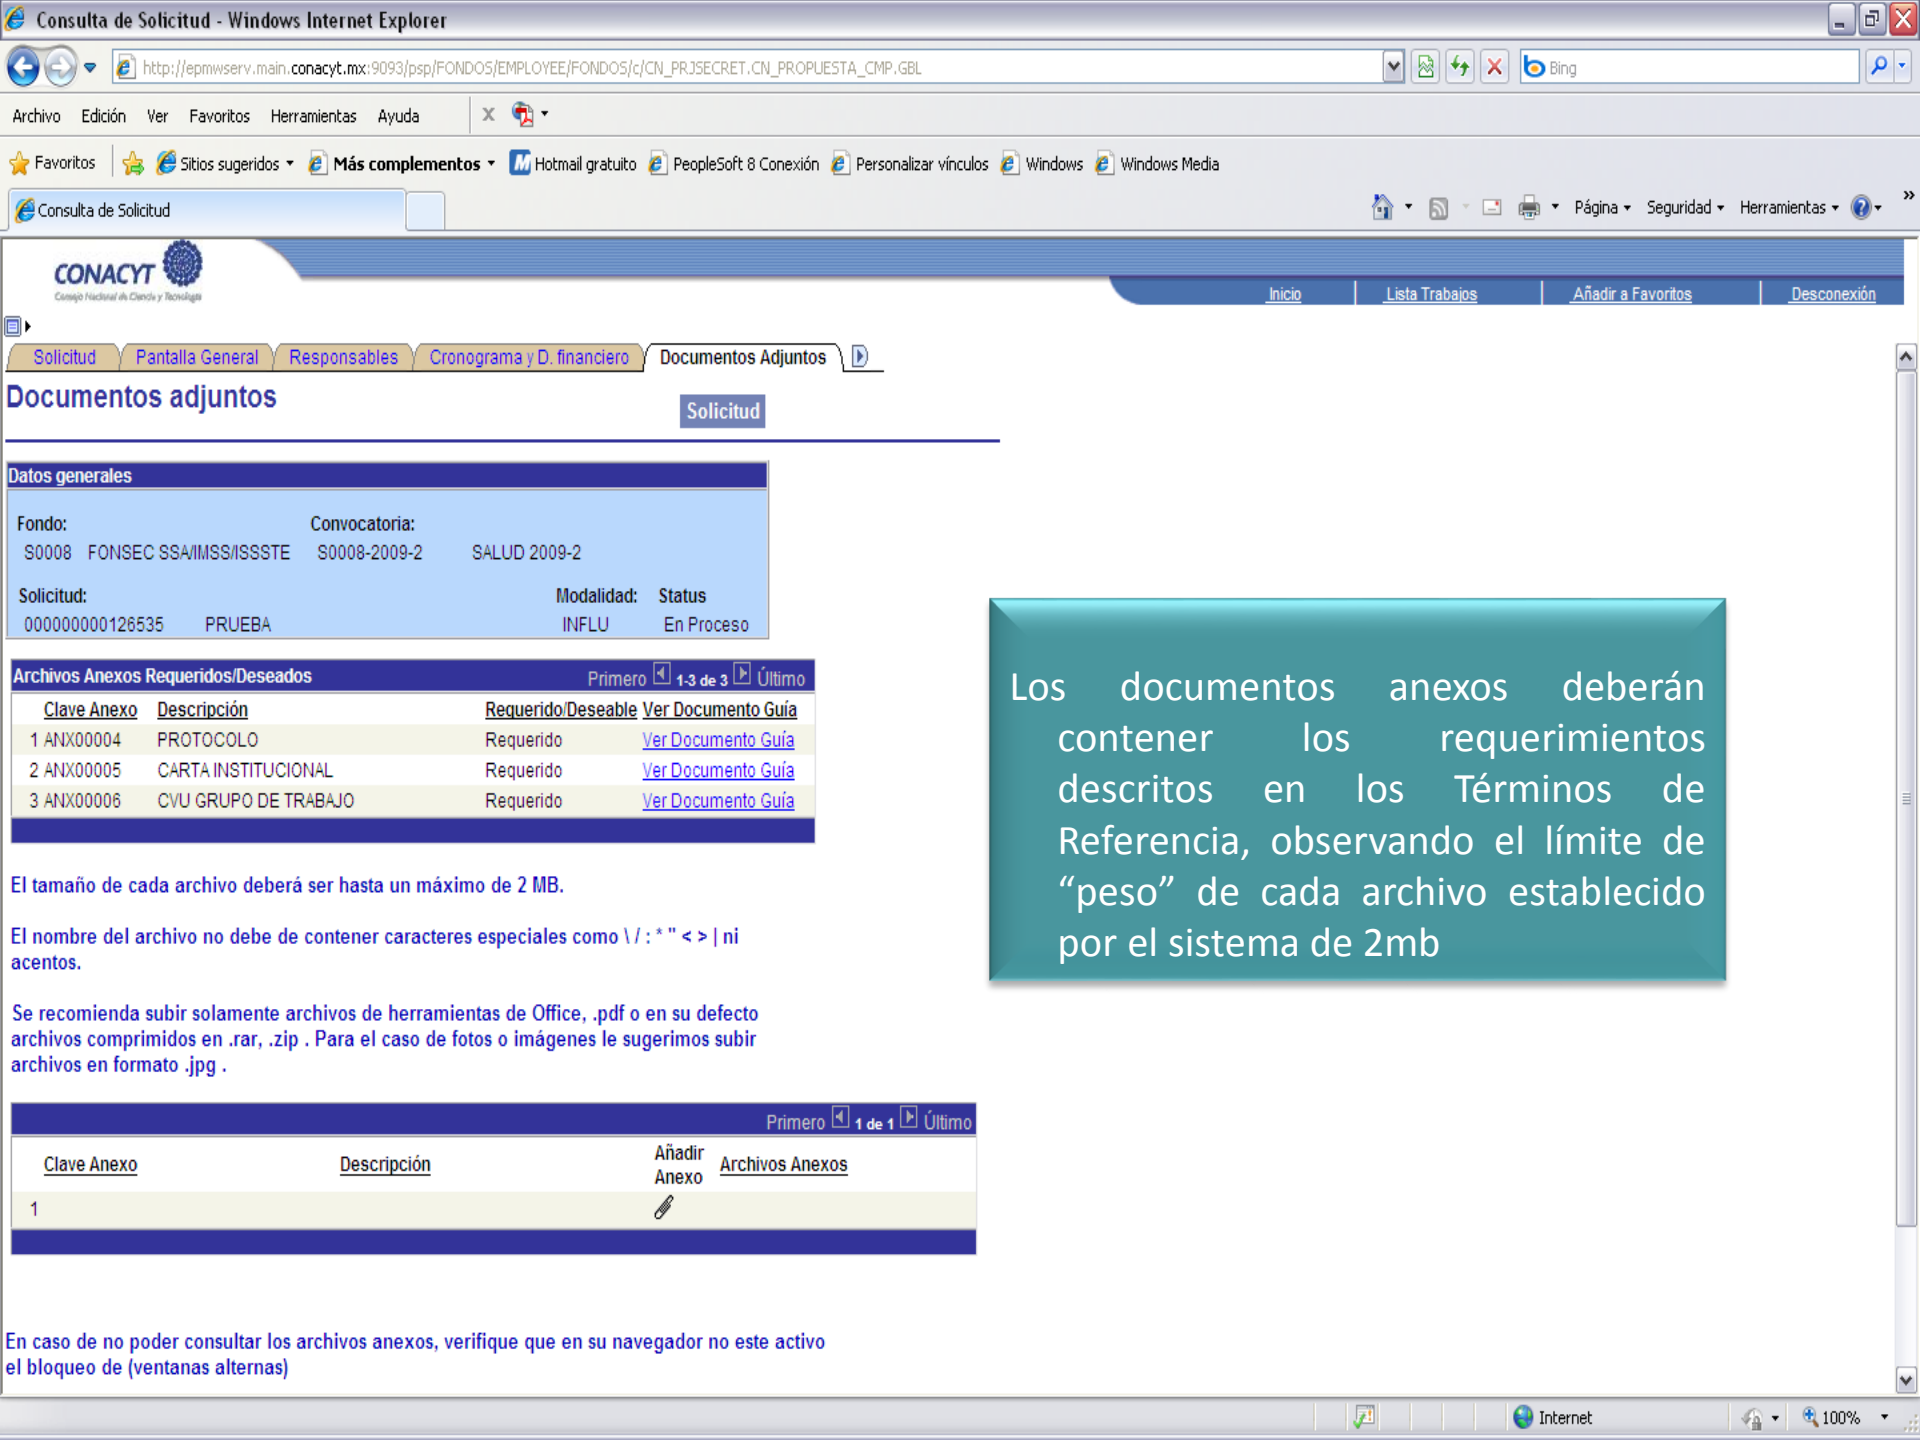 Consulta de Solicitud - Windows Internet Explorer
http://epmwserv.main.conacyt.mx:9093/psp/FONDOS/EMPLOYEE/FONDOS/c/CN_PRJSECRET.CN_PROPUESTA_CMP.GBL
Bing
Archivo Edición Ver Favoritos Herramientas Ayuda
x
Favoritos Sitios sugeridos Más complementos Hotmail gratuito PeopleSoft 8 Conexión Personalizar vínculos Windows Windows Media
Consulta de Solicitud
Página Seguridad Herramientas »
CONACYT
Consejo Nacional de Ciencia y Tecnología
Inicio Lista Trabajos Añadir a Favoritos Desconexión
Solicitud Pantalla General Responsables Cronograma y D. financiero Documentos Adjuntos
Documentos adjuntos
Solicitud
Datos generales
Fondo: Convocatoria:
S0008 FONSEC SSA/IMSS/ISSSTE S0008-2009-2 SALUD 2009-2
Solicitud: Modalidad: Status
000000000126535 PRUEBA INFLU En Proceso
Archivos Anexos Requeridos/Deseados Primero 1-3 de 3 Último
Clave Anexo Descripción Requerido/Deseable Ver Documento Guía
1 ANX00004 PROTOCOLO Requerido Ver Documento Guía
2 ANX00005 CARTA INSTITUCIONAL Requerido Ver Documento Guía
3 ANX00006 CVU GRUPO DE TRABAJO Requerido Ver Documento Guía
El tamaño de cada archivo deberá ser hasta un máximo de 2 MB.
El nombre del archivo no debe de contener caracteres especiales como \ / : * " < > | ni
acentos.
Se recomienda subir solamente archivos de herramientas de Office, .pdf o en su defecto
archivos comprimidos en .rar, .zip . Para el caso de fotos o imágenes le sugerimos subir
archivos en formato .jpg .
Primero 1 de 1 Último
Clave Anexo Descripción Añadir Anexo Archivos Anexos
1
En caso de no poder consultar los archivos anexos, verifique que en su navegador no este activo
el bloqueo de (ventanas alternas)
Los documentos anexos deberán
contener los requerimientos
descritos en los Términos de
Referencia, observando el límite de
“peso” de cada archivo establecido
por el sistema de 2mb
Internet 100%